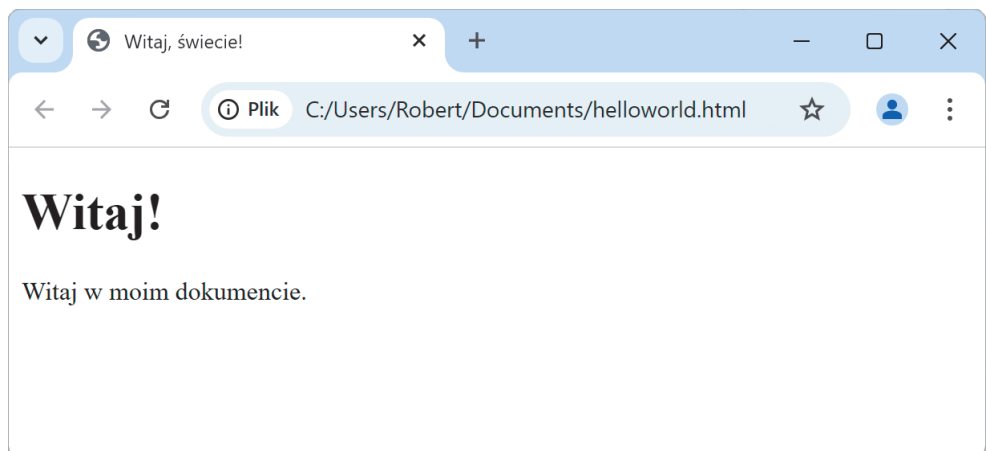 Witaj, świecie!
Plik C:/Users/Robert/Documents/helloworld.html
Witaj!
Witaj w moim dokumencie.